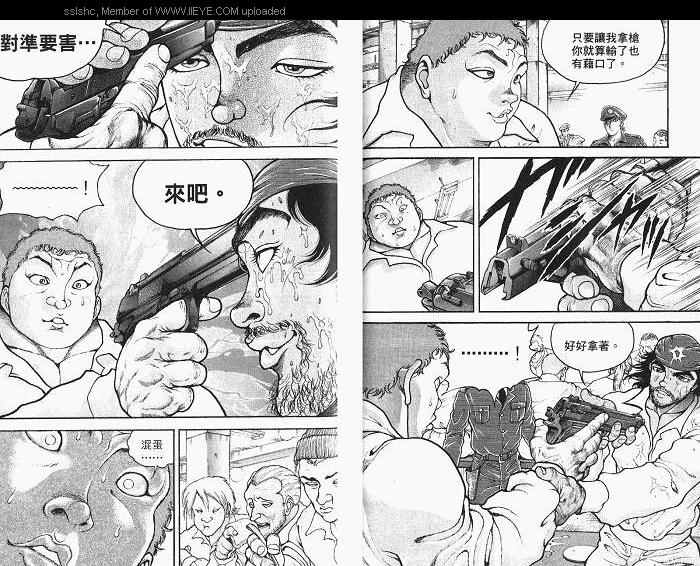 sslshc, Member of WWW.IIEYE.COM uploaded
只要讓我拿槍
你就算輸了也
有藉口了。
好好拿著。
………！
對準要害…
來吧。
～～～！
混蛋
……